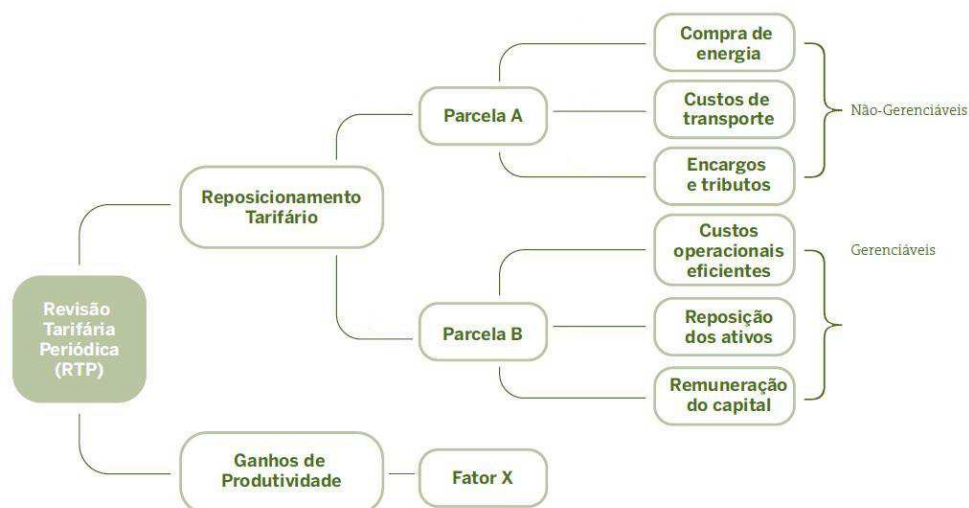 Compra de
energia
Custos de
transporte
Parcela A
Não-Gerenciáveis
Encargos
e tributos
Reposicionamento
Tarifário
Custos
operacionais
eficientes
Gerenciáveis
Revisão
Tarifária
Periódica
(RTP)
Parcela B
Reposição
dos ativos
Remuneração
do capital
Ganhos de
Produtividade
Fator X